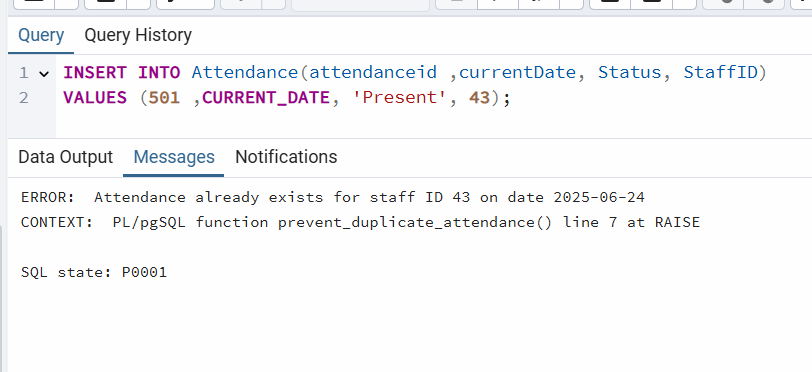 Query Query History
1 INSERT INTO Attendance(attendanceid ,currentDate, Status, StaffID)
2 VALUES (501 ,CURRENT_DATE, 'Present', 43);
Data Output Messages Notifications
ERROR:  Attendance already exists for staff ID 43 on date 2025-06-24
CONTEXT:  PL/pgSQL function prevent_duplicate_attendance() line 7 at RAISE
SQL state: P0001